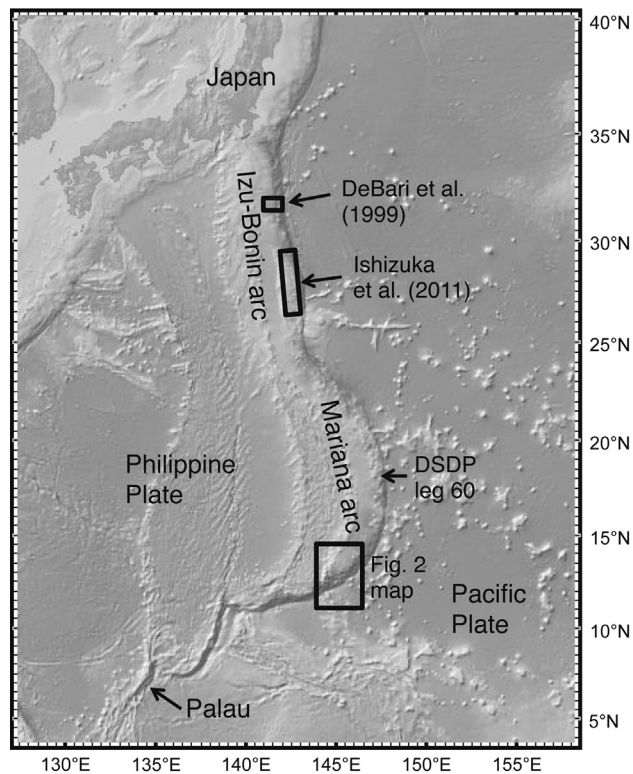 40°N
Japan
35°N
DeBari et al.
(1999)
Izu-Bonin arc
30°N
Ishizuka
et al. (2011)
25°N
Mariana arc
20°N
Philippine
Plate
DSDP
leg 60
15°N
Fig. 2
map
Pacific
Plate
10°N
Palau
5°N
130°E 135°E 140°E 145°E 150°E 155°E